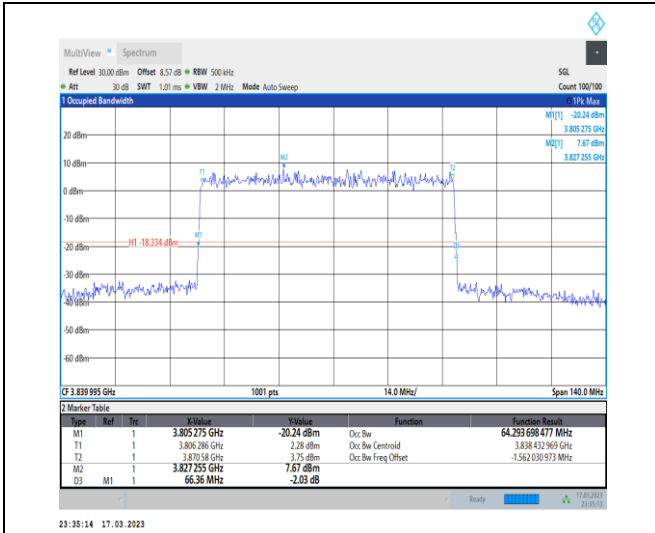 MultiView Spectrum
Ref Level 30.00 dBm Offset 8.57 dB RBW 500 kHz SGL
Att 30 dB SWT 1.01 ms VBW 2 MHz Mode Auto Sweep Count 100/100
1 Occupied Bandwidth 1Pk Max
M1[1] -20.24 dBm
3.805 275 GHz
20 dBm
M2[1] 7.67 dBm
3.827 255 GHz
M2
T1
T2
10 dBm
0 dBm
-10 dBm
M1
H1 -18.334 dBm
D3
-20 dBm
-30 dBm
-40 dBm
-50 dBm
-60 dBm
CF 3.839 995 GHz 1001 pts 14.0 MHz/ Span 140.0 MHz
2 Marker Table
Type Ref Trc X-Value Y-Value Function Function Result
M1 1 3.805 275 GHz -20.24 dBm Occ Bw 64.293 698 477 MHz
T1 1 3.806 286 GHz 2.28 dBm Occ Bw Centroid 3.838 432 969 GHz
T2 1 3.870 58 GHz 3.75 dBm Occ Bw Freq Offset -1.562 030 973 MHz
M2 1 3.827 255 GHz 7.67 dBm
D3 M1 1 66.36 MHz -2.03 dB
Ready 17.03.2023
23:35:13
23:35:14 17.03.2023